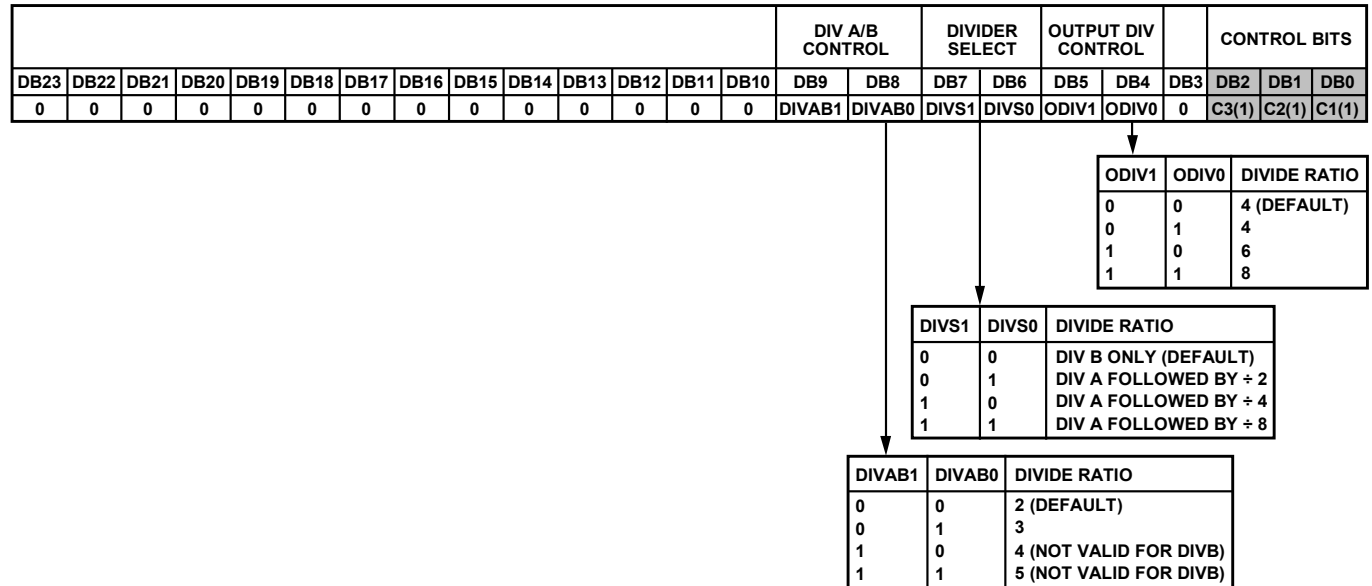 DIV A/B CONTROL DIVIDER SELECT OUTPUT DIV CONTROL CONTROL BITS
DB23 DB22 DB21 DB20 DB19 DB18 DB17 DB16 DB15 DB14 DB13 DB12 DB11 DB10 DB9 DB8 DB7 DB6 DB5 DB4 DB3 DB2 DB1 DB0
0 0 0 0 0 0 0 0 0 0 0 0 0 0 DIVAB1 DIVAB0 DIVS1 DIVS0 ODIV1 ODIV0 0 C3(1) C2(1) C1(1)
ODIV1 ODIV0 DIVIDE RATIO
0 0 4 (DEFAULT)
0 1 4
1 0 6
1 1 8
DIVS1 DIVS0 DIVIDE RATIO
0 0 DIV B ONLY (DEFAULT)
0 1 DIV A FOLLOWED BY ÷ 2
1 0 DIV A FOLLOWED BY ÷ 4
1 1 DIV A FOLLOWED BY ÷ 8
DIVAB1 DIVAB0 DIVIDE RATIO
0 0 2 (DEFAULT)
0 1 3
1 0 4 (NOT VALID FOR DIVB)
1 1 5 (NOT VALID FOR DIVB)